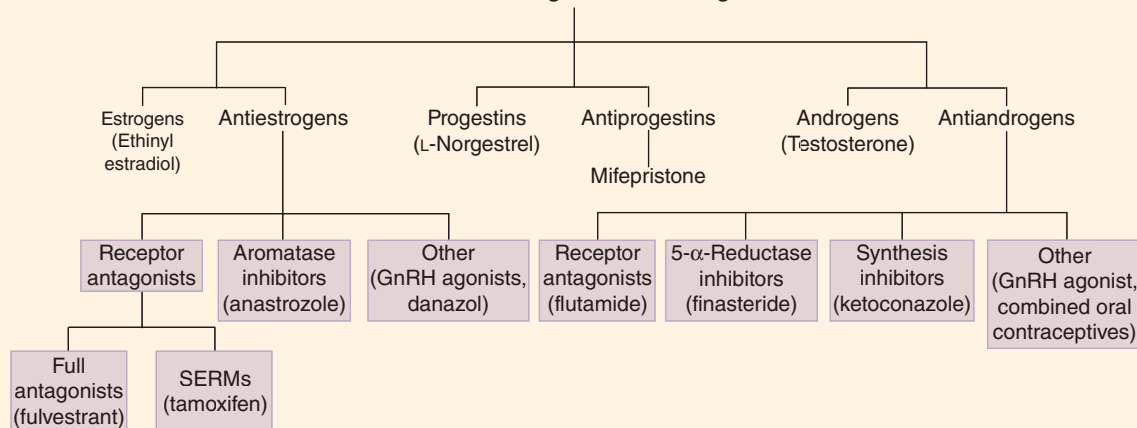 Estrogens
(Ethinyl
estradiol)
Antiestrogens
Progestins
(L-Norgestrel)
Antiprogestins
Mifepristone
Androgens
(Testosterone)
Antiandrogens
Receptor
antagonists
Aromatase
inhibitors
(anastrozole)
Other
(GnRH agonists,
danazol)
Receptor
antagonists
(flutamide)
5-α-Reductase
inhibitors
(finasteride)
Synthesis
inhibitors
(ketoconazole)
Other
(GnRH agonist,
combined oral
contraceptives)
Full
antagonists
(fulvestrant)
SERMs
(tamoxifen)